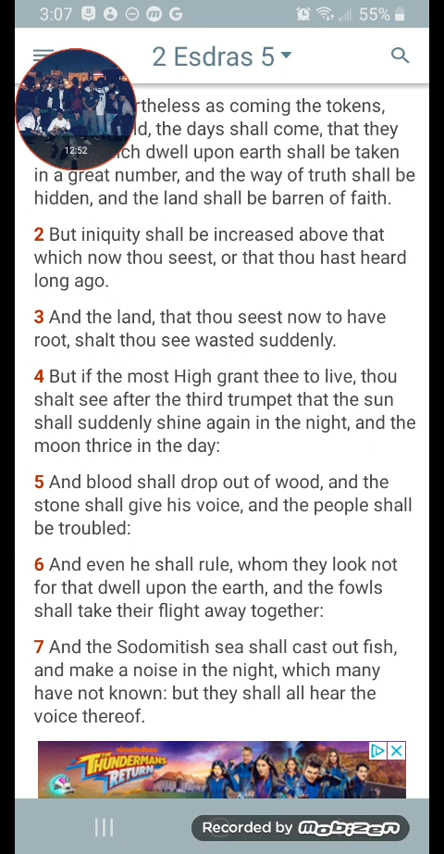 3:07
55%
2 Esdras 5
rtheless as coming the tokens,
ld, the days shall come, that they
ch dwell upon earth shall be taken
12:52
in a great number, and the way of truth shall be
hidden, and the land shall be barren of faith.
2 But iniquity shall be increased above that
which now thou seest, or that thou hast heard
long ago.
3 And the land, that thou seest now to have
root, shalt thou see wasted suddenly.
4 But if the most High grant thee to live, thou
shalt see after the third trumpet that the sun
shall suddenly shine again in the night, and the
moon thrice in the day:
5 And blood shall drop out of wood, and the
stone shall give his voice, and the people shall
be troubled:
6 And even he shall rule, whom they look not
for that dwell upon the earth, and the fowls
shall take their flight away together:
7 And the Sodomitish sea shall cast out fish,
and make a noise in the night, which many
have not known: but they shall all hear the
voice thereof.
nickelodeon
THE
THUNDERMANS
RETURN
Recorded by mobizen